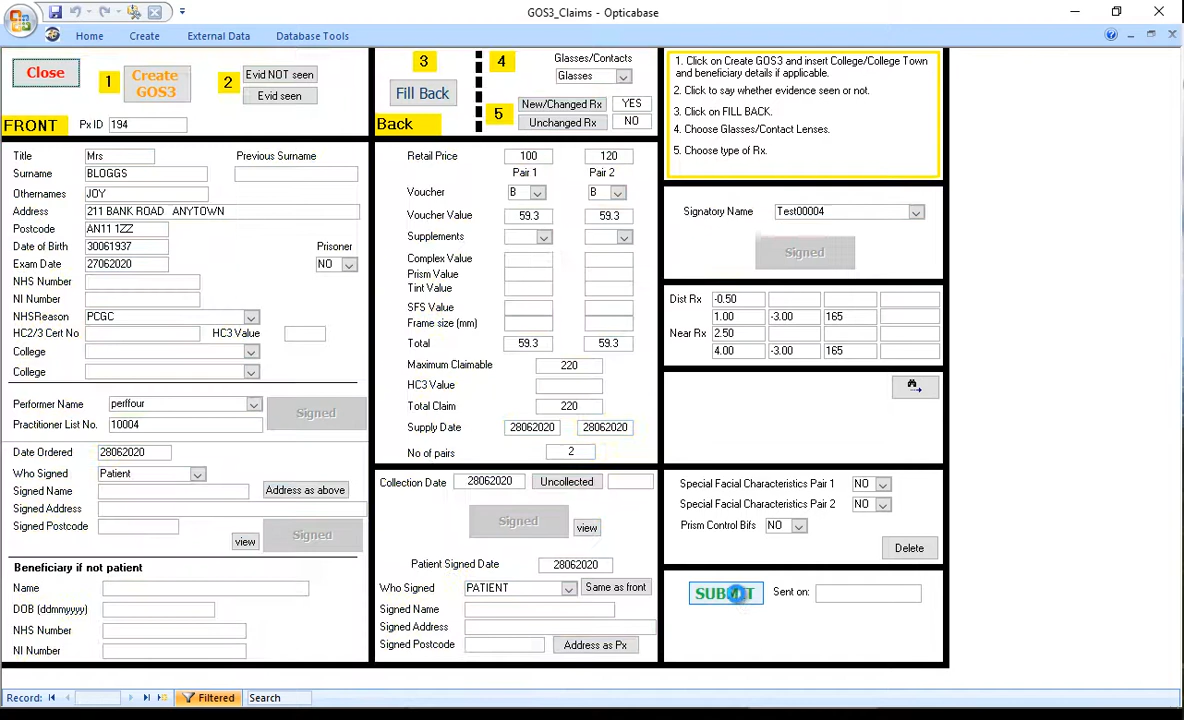 GOS3_Claims - Opticabase
Home Create External Data Database Tools
Close
1
Create GOS3
2
Evid NOT seen
Evid seen
FRONT
Px ID 194
3
Fill Back
Back
4
Glasses/Contacts
Glasses
5
New/Changed Rx YES
Unchanged Rx NO
1. Click on Create GOS3 and insert College/College Town
and beneficiary details if applicable.
2. Click to say whether evidence seen or not.
3. Click on FILL BACK.
4. Choose Glasses/Contact Lenses.
5. Choose type of Rx.
Title Mrs Previous Surname
Surname BLOGGS
Othernames JOY
Address 211 BANK ROAD ANYTOWN
Postcode AN11 1ZZ
Date of Birth 30061937 Prisoner
Exam Date 27062020 NO
NHS Number
NI Number
NHSReason PCGC
HC2/3 Cert No HC3 Value
College
College
Performer Name perffour
Signed
Practitioner List No. 10004
Date Ordered 28062020
Who Signed Patient
Signed Name Address as above
Signed Address
Signed Postcode
view Signed
Beneficiary if not patient
Name
DOB (ddmmyyyy)
NHS Number
NI Number
Retail Price 100 120
Pair 1 Pair 2
Voucher B B
Voucher Value 59.3 59.3
Supplements
Complex Value
Prism Value
Tint Value
SFS Value
Frame size (mm)
Total 59.3 59.3
Maximum Claimable 220
HC3 Value
Total Claim 220
Supply Date 28062020 28062020
No of pairs 2
Collection Date 28062020 Uncollected
Signed view
Patient Signed Date 28062020
Who Signed PATIENT Same as front
Signed Name
Signed Address
Signed Postcode Address as Px
Signatory Name Test00004
Signed
Dist Rx -0.50
1.00 -3.00 165
Near Rx 2.50
4.00 -3.00 165
Special Facial Characteristics Pair 1 NO
Special Facial Characteristics Pair 2 NO
Prism Control Bifs NO
Delete
SUBMIT Sent on:
Record: Filtered Search